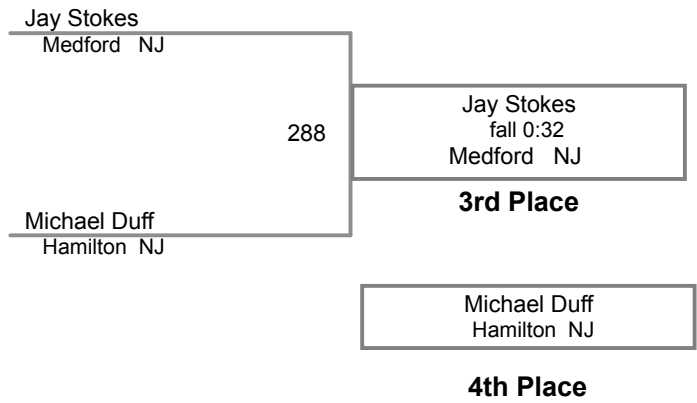 Jay Stokes
Medford NJ
288
Jay Stokes
fall 0:32
Medford NJ
3rd Place
Michael Duff
Hamilton NJ
Michael Duff
Hamilton NJ
4th Place